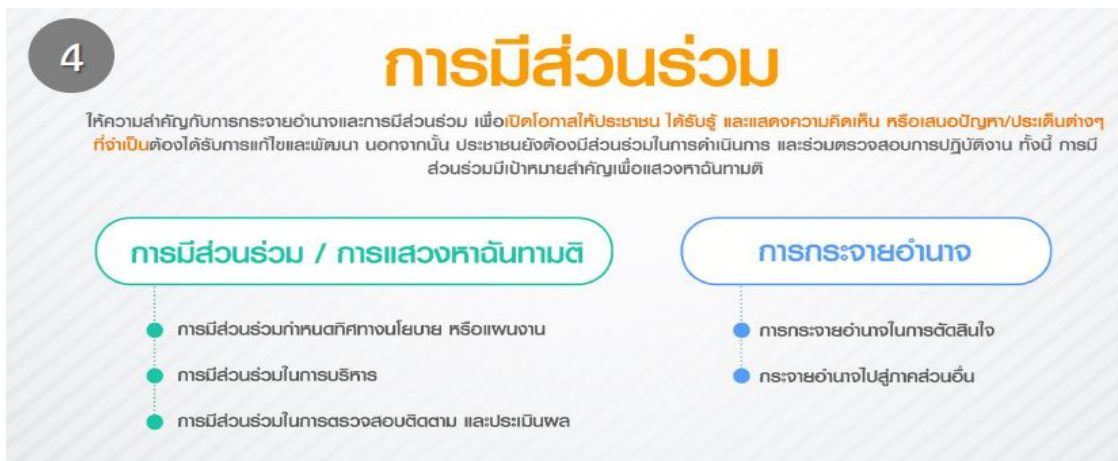 4
การมีส่วนร่วม
ให้ความสำคัญกับการกระจายอำนาจและการมีส่วนร่วม เพื่อเปิดโอกาสให้ประชาชน ได้รับรู้ และแสดงความคิดเห็น หรือเสนอปัญหา/ประเด็นต่างๆ
ที่จำเป็นต้องได้รับการแก้ไขและพัฒนา นอกจากนั้น ประชาชนยังต้องมีส่วนร่วมในการดำเนินการ และร่วมตรวจสอบการปฏิบัติงาน ทั้งนี้ การมี
ส่วนร่วมมีเป้าหมายสำคัญเพื่อแสวงหาฉันทามติ
การมีส่วนร่วม / การแสวงหาฉันทามติ
การมีส่วนร่วมกำหนดทิศทางนโยบาย หรือแผนงาน
การมีส่วนร่วมในการบริหาร
การมีส่วนร่วมในการตรวจสอบติดตาม และประเมินผล
การกระจายอำนาจ
การกระจายอำนาจในการตัดสินใจ
กระจายอำนาจไปสู่ภาคส่วนอื่น